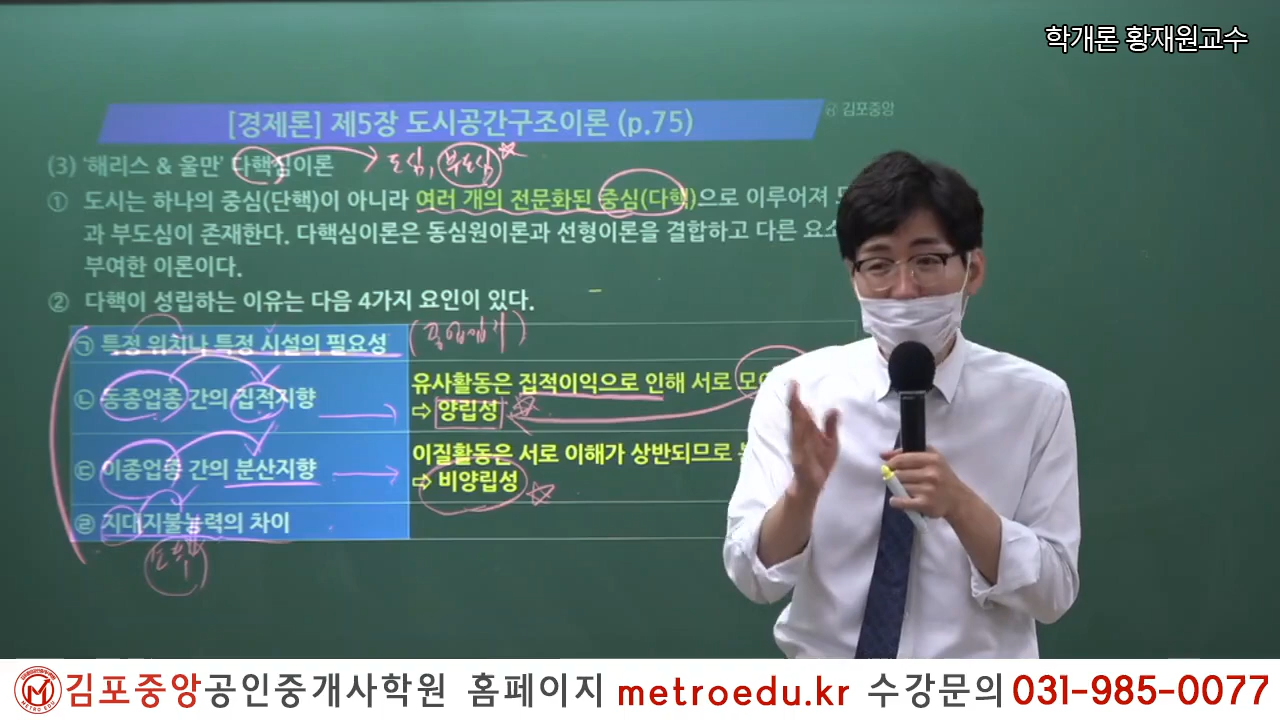 학개론 황재원교수
[경제론] 제5장 도시공간구조이론 (p.75)
김포중앙
(3) '해리스 & 울만' 다핵심이론
도심, 부도심
① 도시는 하나의 중심(단핵)이 아니라 여러 개의 전문화된 중심(다핵)으로 이루어져
과 부도심이 존재한다. 다핵심이론은 동심원이론과 선형이론을 결합하고 다른 요소
부여한 이론이다.
② 다핵이 성립하는 이유는 다음 4가지 요인이 있다.
㉠ 특정 위치나 특정 시설의 필요성
㉡ 동종업종 간의 집적지향
유사활동은 집적이익으로 인해 서로 모여
⇨ 양립성
㉢ 이종업종 간의 분산지향
이질활동은 서로 이해가 상반되므로
⇨ 비양립성
㉣ 지대지불능력의 차이
METRO EDU
김포중앙공인중개사학원 홈페이지 metroedu.kr 수강문의 031-985-0077